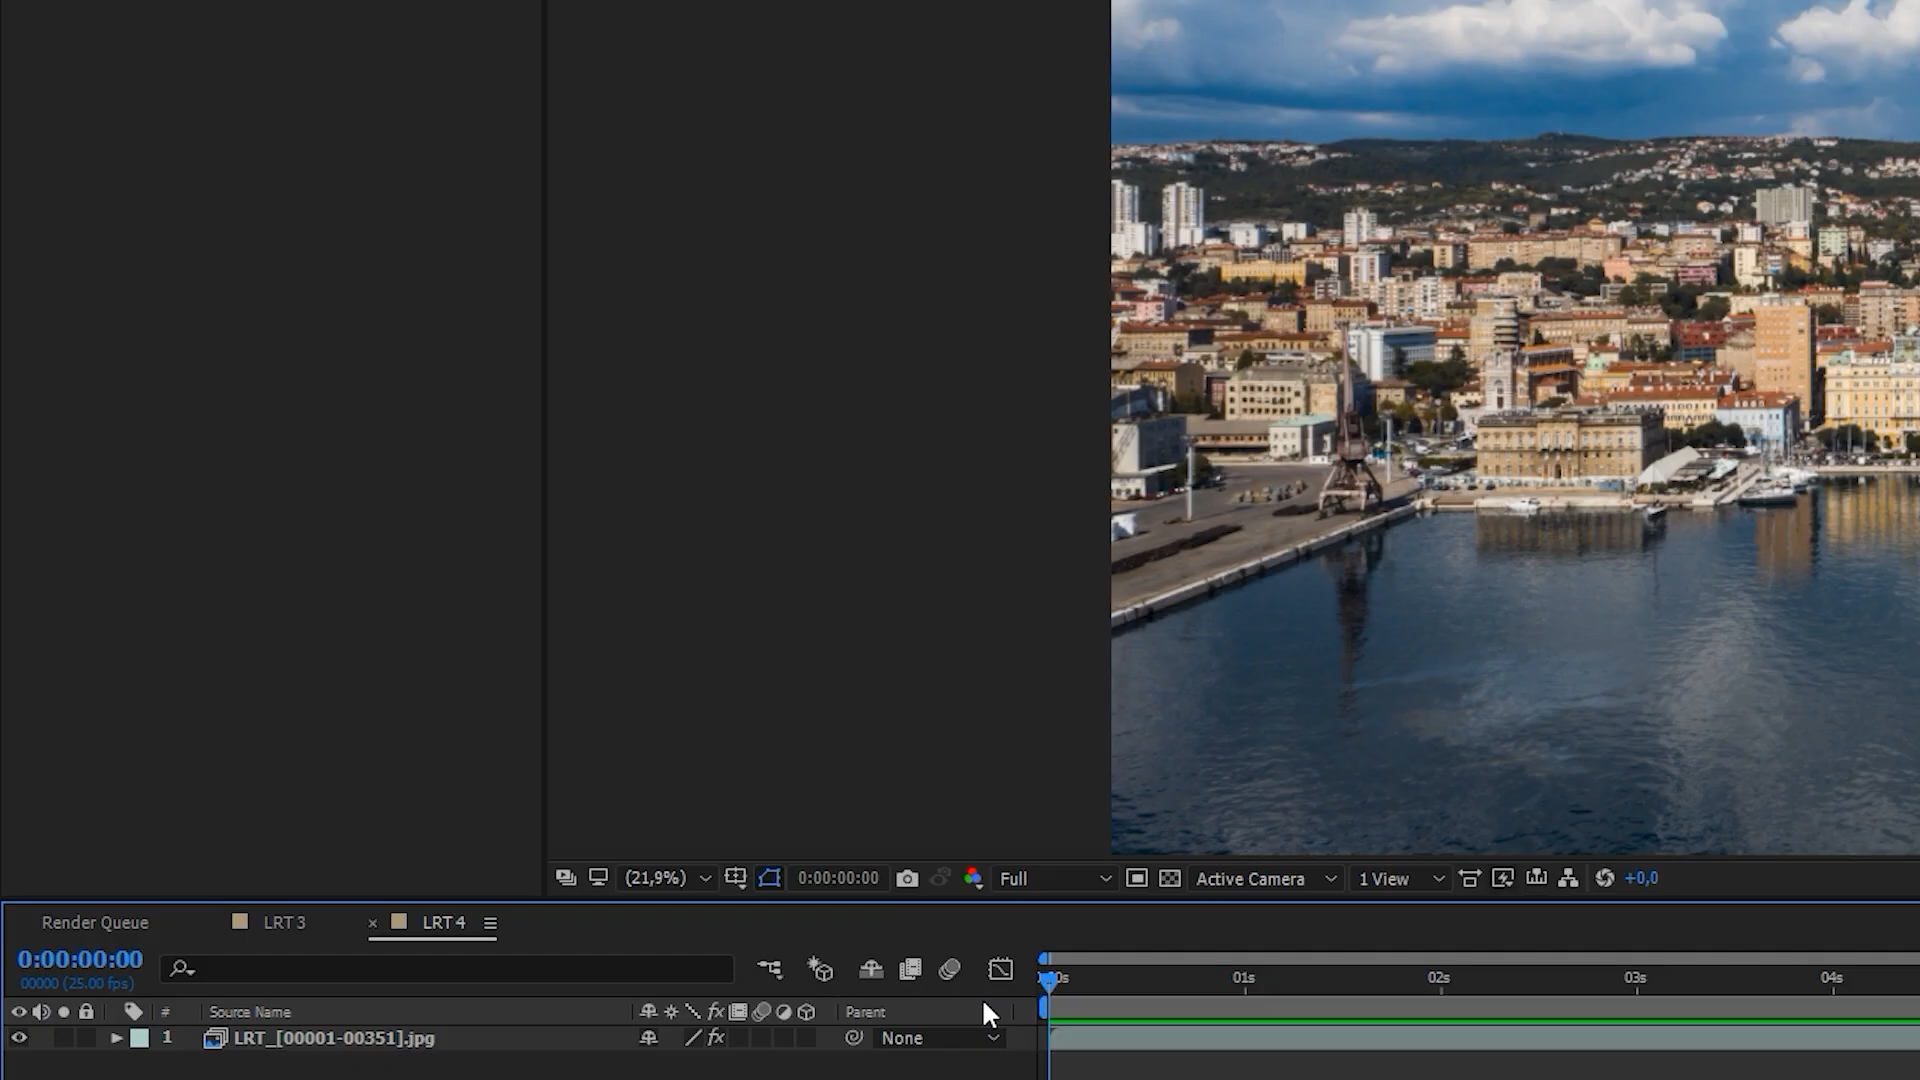 (21,9%) 0:00:00:00 Full Active Camera 1 View +0,0
Render Queue LRT 3 × LRT 4
0:00:00:00
00000 (25.00 fps)
01s 02s 03s 04s
# Source Name fx Parent
1 LRT_[00001-00351].jpg fx None